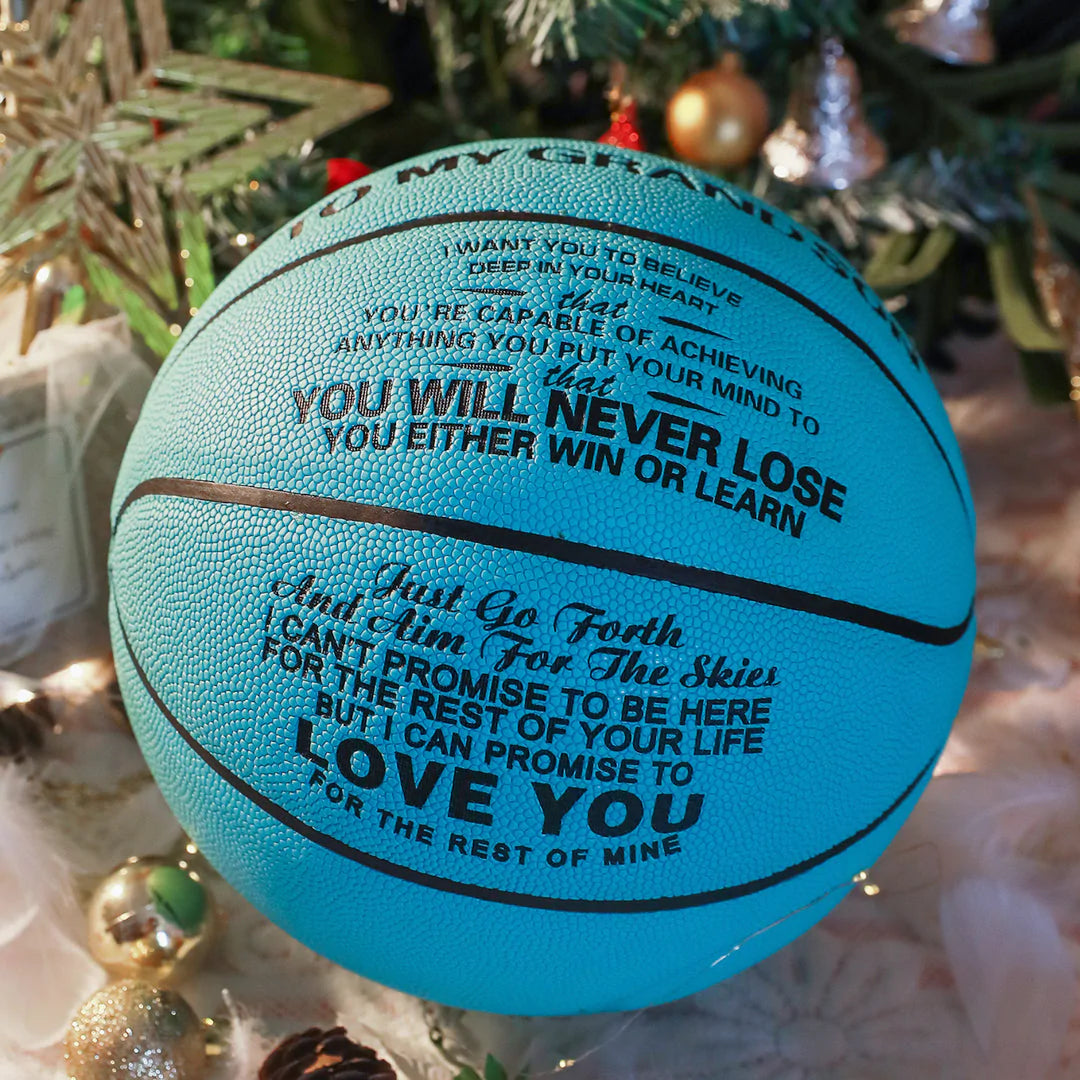 TO MY GRANDSON
I WANT YOU TO BELIEVE
DEEP IN YOUR HEART
that
YOU'RE CAPABLE OF ACHIEVING
ANYTHING YOU PUT YOUR MIND TO
that
YOU WILL NEVER LOSE
YOU EITHER WIN OR LEARN
Just Go Forth
And Aim For The Skies
I CAN'T PROMISE TO BE HERE
FOR THE REST OF YOUR LIFE
BUT I CAN PROMISE TO
LOVE YOU
FOR THE REST OF MINE